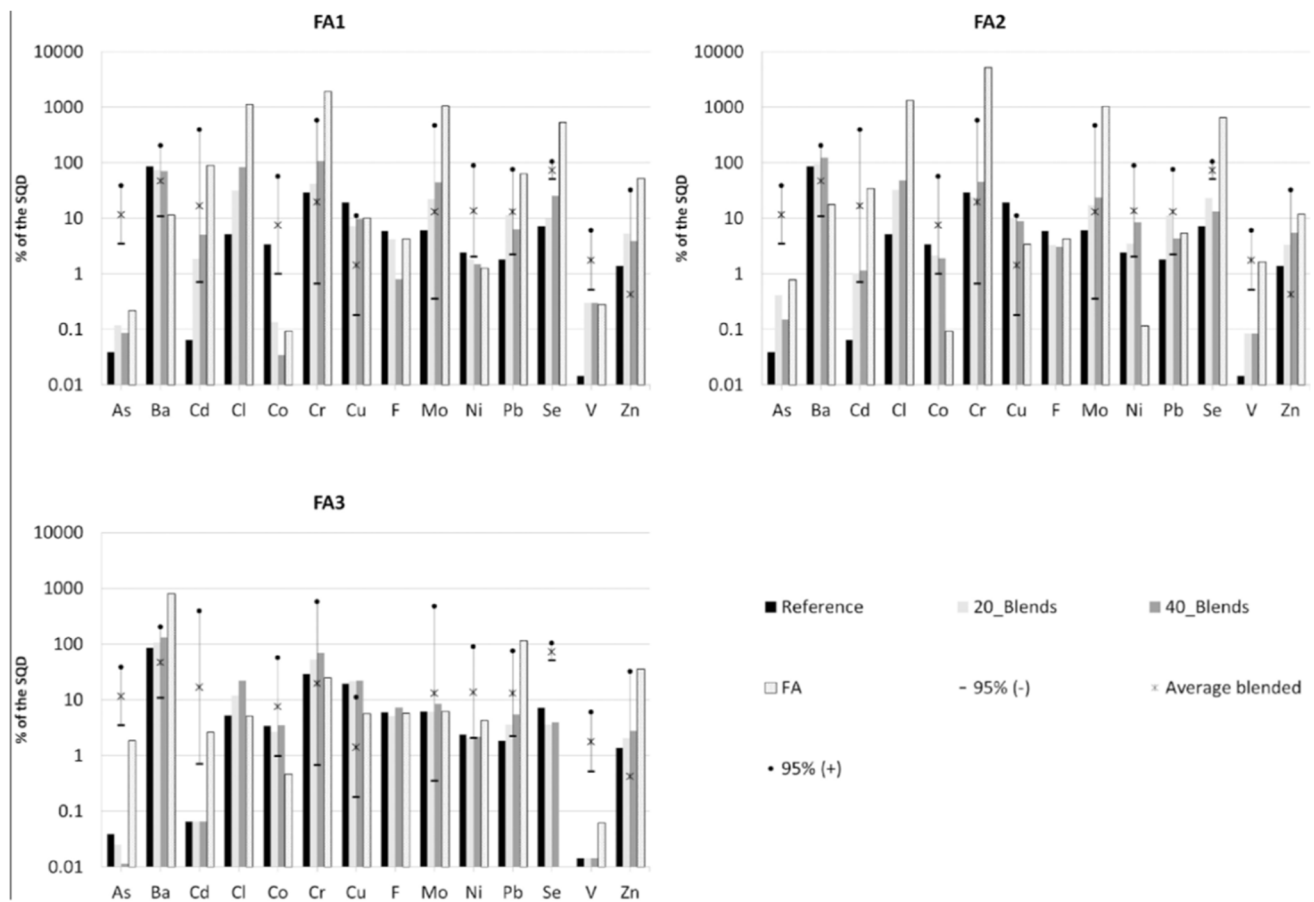 FA1
% of the SQD
10000
1000
100
10
1
0.1
0.01
As Ba Cd Cl Co Cr Cu F Mo Ni Pb Se V Zn
FA2
% of the SQD
10000
1000
100
10
1
0.1
0.01
As Ba Cd Cl Co Cr Cu F Mo Ni Pb Se V Zn
FA3
% of the SQD
10000
1000
100
10
1
0.1
0.01
As Ba Cd Cl Co Cr Cu F Mo Ni Pb Se V Zn
Reference 20_Blends 40_Blends
FA 95% (-) Average blended
95% (+)